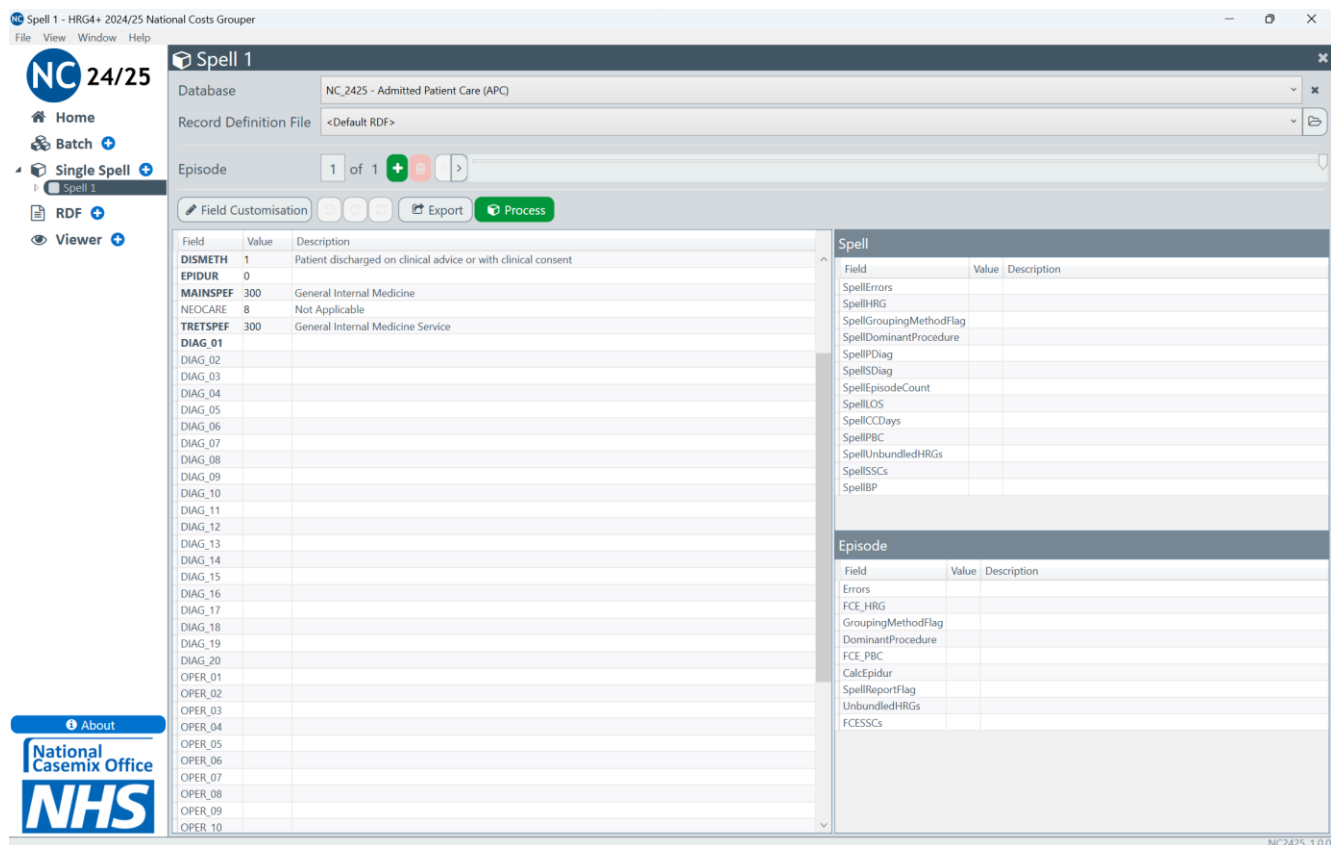 NC Spell 1 - HRG4+ 2024/25 National Costs Grouper
File View Window Help
NC 24/25
Home
Batch
Single Spell
Spell 1
RDF
Viewer
About
National
Casemix Office
NHS
Spell 1
Database NC_2425 - Admitted Patient Care (APC)
Record Definition File <Default RDF>
Episode 1 of 1
Field Customisation Export Process
Field Value Description
DISMETH 1 Patient discharged on clinical advice or with clinical consent
EPIDUR 0
MAINSPEF 300 General Internal Medicine
NEOCARE 8 Not Applicable
TRETSPEF 300 General Internal Medicine Service
DIAG_01
DIAG_02
DIAG_03
DIAG_04
DIAG_05
DIAG_06
DIAG_07
DIAG_08
DIAG_09
DIAG_10
DIAG_11
DIAG_12
DIAG_13
DIAG_14
DIAG_15
DIAG_16
DIAG_17
DIAG_18
DIAG_19
DIAG_20
OPER_01
OPER_02
OPER_03
OPER_04
OPER_05
OPER_06
OPER_07
OPER_08
OPER_09
OPER_10
Spell
Field Value Description
SpellErrors
SpellHRG
SpellGroupingMethodFlag
SpellDominantProcedure
SpellPDiag
SpellSDiag
SpellEpisodeCount
SpellLOS
SpellCCDays
SpellPBC
SpellUnbundledHRGs
SpellSSCs
SpellBP
Episode
Field Value Description
Errors
FCE_HRG
GroupingMethodFlag
DominantProcedure
FCE_PBC
CalcEpidur
SpellReportFlag
UnbundledHRGs
FCESSCs
NC2425 1.0.0